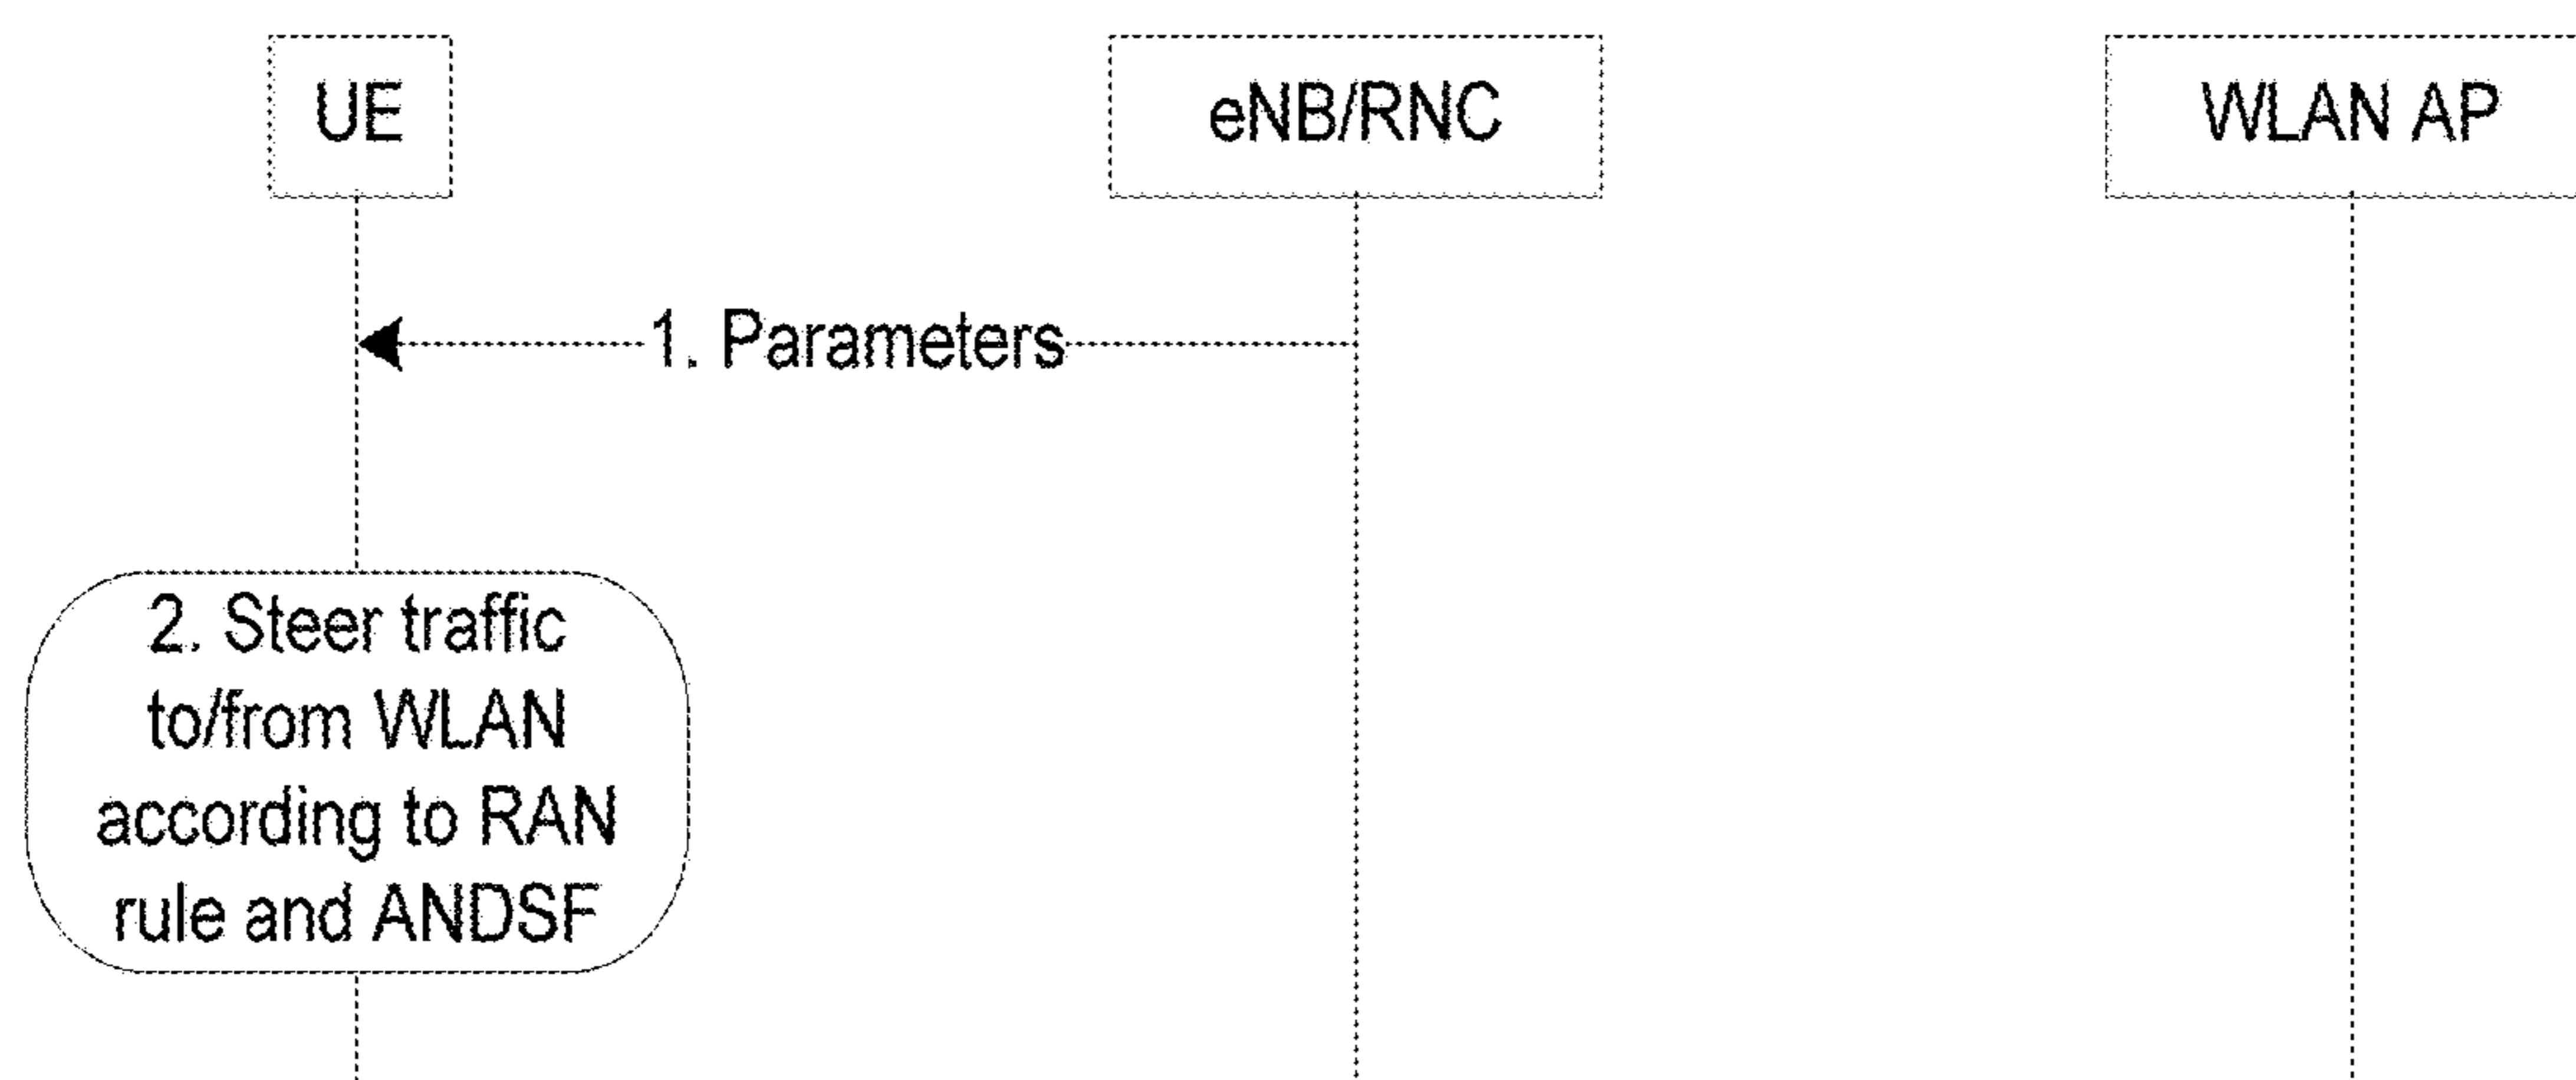 UE
eNB/RNC
WLAN AP
1. Parameters
2. Steer traffic
to/from WLAN
according to RAN
rule and ANDSF